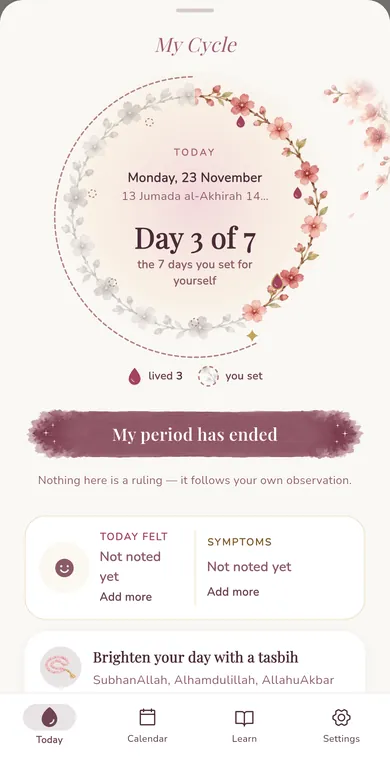 My Cycle
TODAY
Monday, 23 November
13 Jumada al-Akhirah 14...
Day 3 of 7
the 7 days you set for
yourself
lived 3
you set
My period has ended
Nothing here is a ruling — it follows your own observation.
TODAY FELT
Not noted
yet
Add more
SYMPTOMS
Not noted yet
Add more
Brighten your day with a tasbih
SubhanAllah, Alhamdulillah, AllahuAkbar
Today
Calendar
Learn
Settings